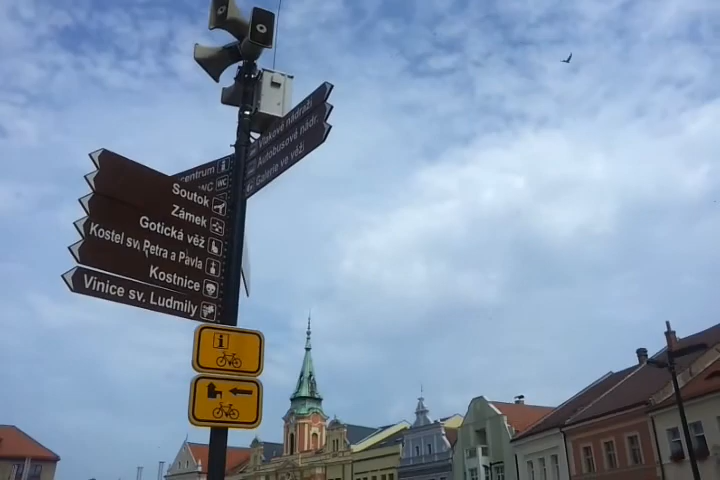 Vlakové nádraží
Autobusové nádr.
Galerie ve věži
centrum i
WC WC
Soutok
Zámek
Gotická věž
Kostel sv. Petra a Pavla
Kostnice
Vinice sv. Ludmily
i